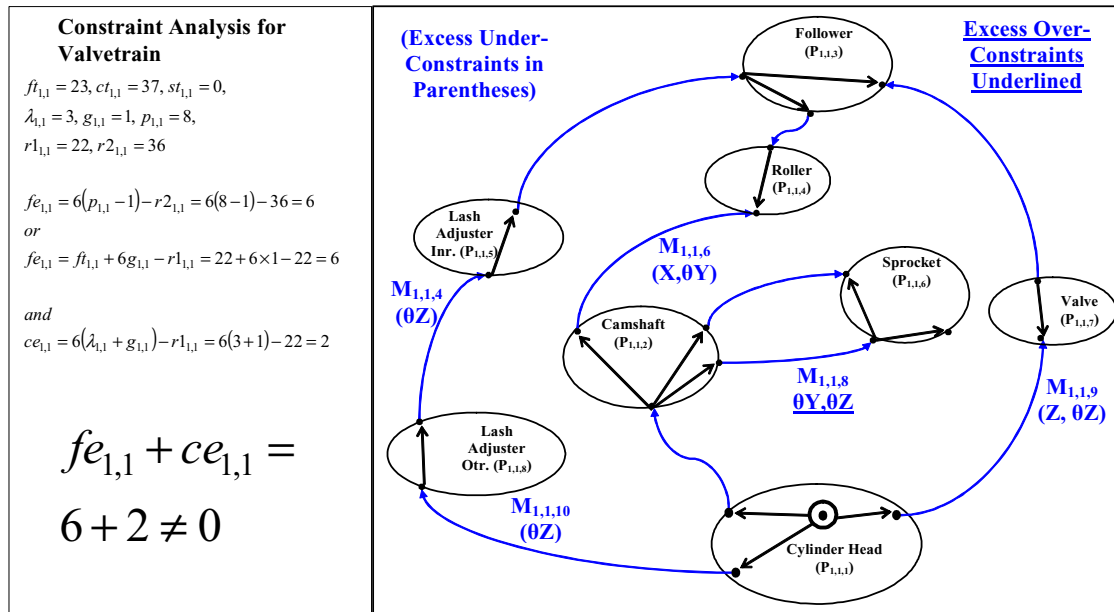 Constraint Analysis for
Valvetrain
ft₁,₁ = 23, ct₁,₁ = 37, st₁,₁ = 0,
λ₁,₁ = 3, g₁,₁ = 1, p₁,₁ = 8,
r1₁,₁ = 22, r2₁,₁ = 36
fe₁,₁ = 6(p₁,₁ − 1) − r2₁,₁ = 6(8 − 1) − 36 = 6
or
fe₁,₁ = ft₁,₁ + 6g₁,₁ − r1₁,₁ = 22 + 6 × 1 − 22 = 6
and
ce₁,₁ = 6(λ₁,₁ + g₁,₁) − r1₁,₁ = 6(3 + 1) − 22 = 2
fe₁,₁ + ce₁,₁ =
6 + 2 ≠ 0
(Excess Under-
Constraints in
Parentheses)
Excess Over-
Constraints
Underlined
Follower
(P₁,₁,₃)
Roller
(P₁,₁,₄)
Lash
Adjuster
Inr. (P₁,₁,₅)
M₁,₁,₆
(X,θY)
Sprocket
(P₁,₁,₆)
M₁,₁,₄
(θZ)
Camshaft
(P₁,₁,₂)
Valve
(P₁,₁,₇)
M₁,₁,₈
θY,θZ
M₁,₁,₉
(Z, θZ)
Lash
Adjuster
Otr. (P₁,₁,₈)
M₁,₁,₁₀
(θZ)
Cylinder Head
(P₁,₁,₁)